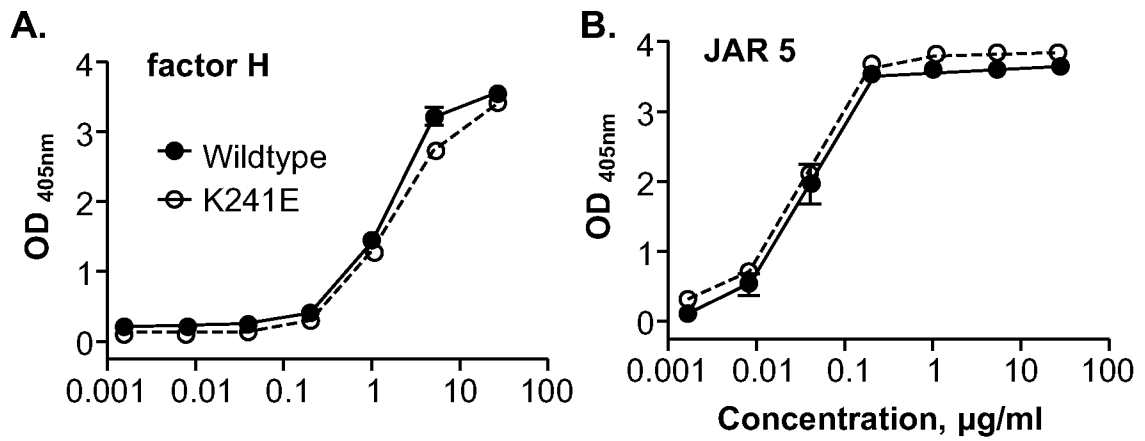 A.
factor H
4
3
2
1
0
OD 405nm
Wildtype
K241E
0.001 0.01 0.1 1 10 100
B.
JAR 5
4
3
2
1
0
OD 405nm
0.001 0.01 0.1 1 10 100
Concentration, µg/ml